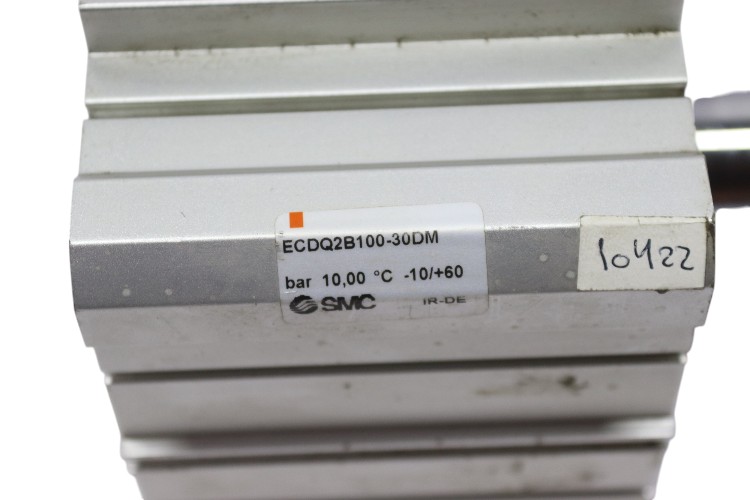 ECDQ2B100-30DM
bar 10,00 °C -10/+60
SMC IR-DE
10422